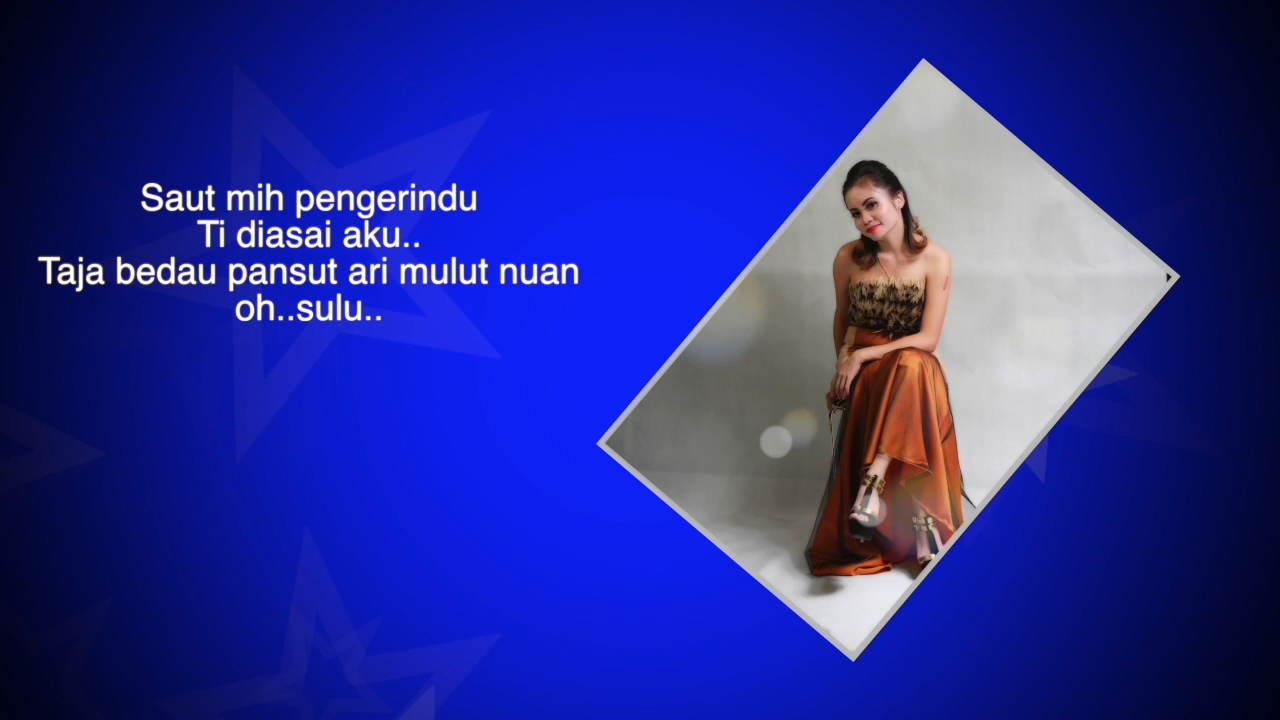 Saut mih pengerindu
Ti diasai aku..
Taja bedau pansut ari mulut nuan
oh..sulu..